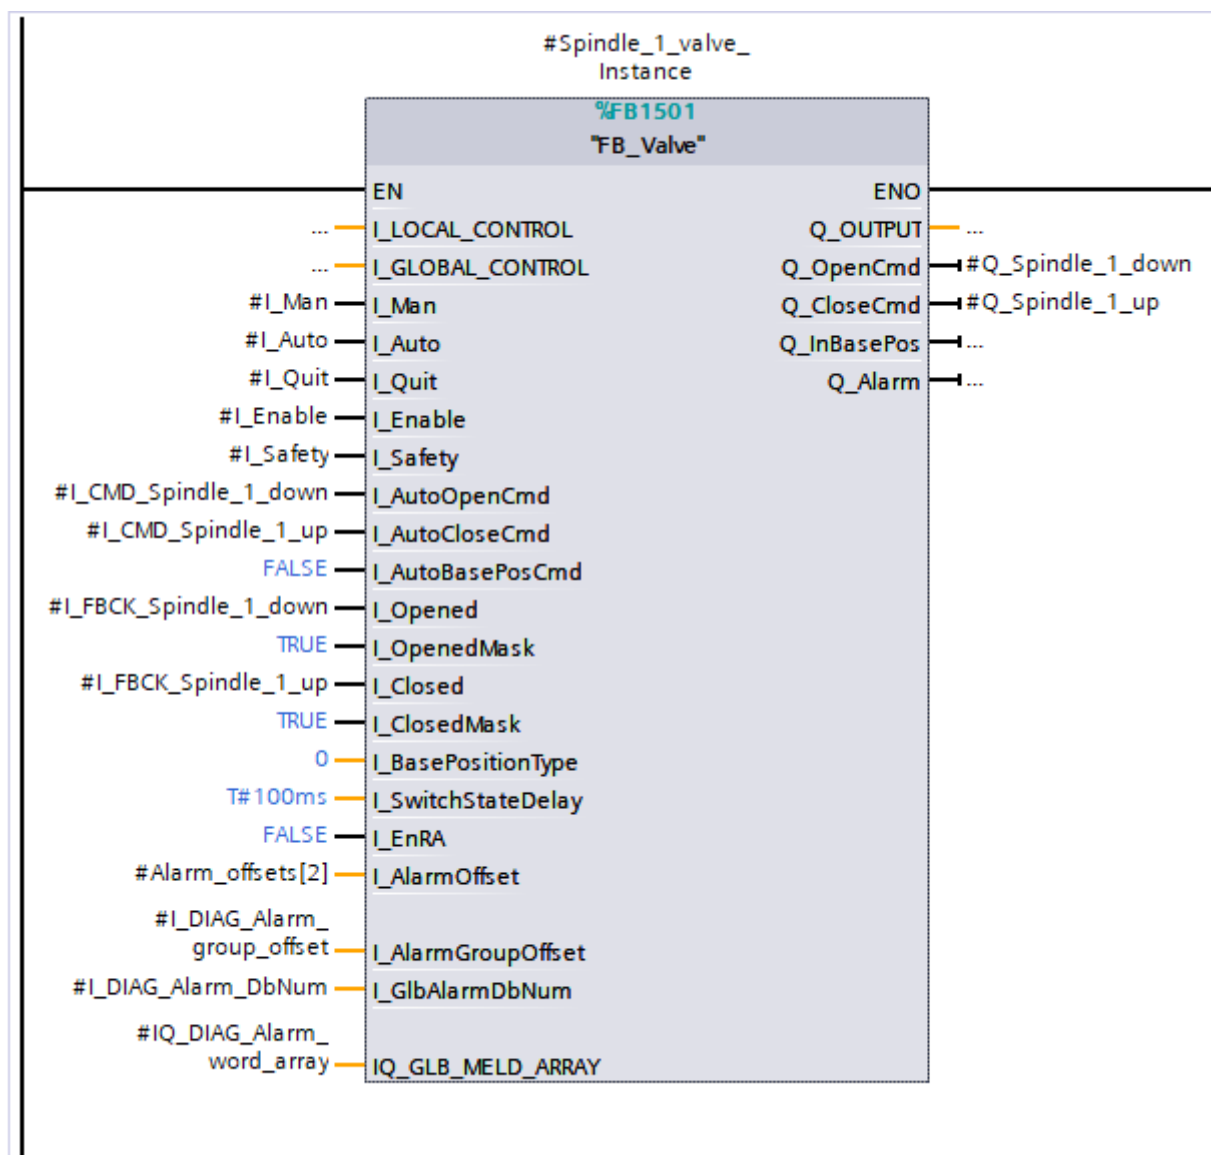 #Spindle_1_valve_
Instance
%FB1501
"FB_Valve"
EN ENO
... I_LOCAL_CONTROL Q_OUTPUT ...
... I_GLOBAL_CONTROL Q_OpenCmd #Q_Spindle_1_down
#I_Man I_Man Q_CloseCmd #Q_Spindle_1_up
#I_Auto I_Auto Q_InBasePos ...
#I_Quit I_Quit Q_Alarm ...
#I_Enable I_Enable
#I_Safety I_Safety
#I_CMD_Spindle_1_down I_AutoOpenCmd
#I_CMD_Spindle_1_up I_AutoCloseCmd
FALSE I_AutoBasePosCmd
#I_FBCK_Spindle_1_down I_Opened
TRUE I_OpenedMask
#I_FBCK_Spindle_1_up I_Closed
TRUE I_ClosedMask
0 I_BasePositionType
T#100ms I_SwitchStateDelay
FALSE I_EnRA
#Alarm_offsets[2] I_AlarmOffset
#I_DIAG_Alarm_
group_offset I_AlarmGroupOffset
#I_DIAG_Alarm_DbNum I_GlbAlarmDbNum
#IQ_DIAG_Alarm_
word_array IQ_GLB_MELD_ARRAY